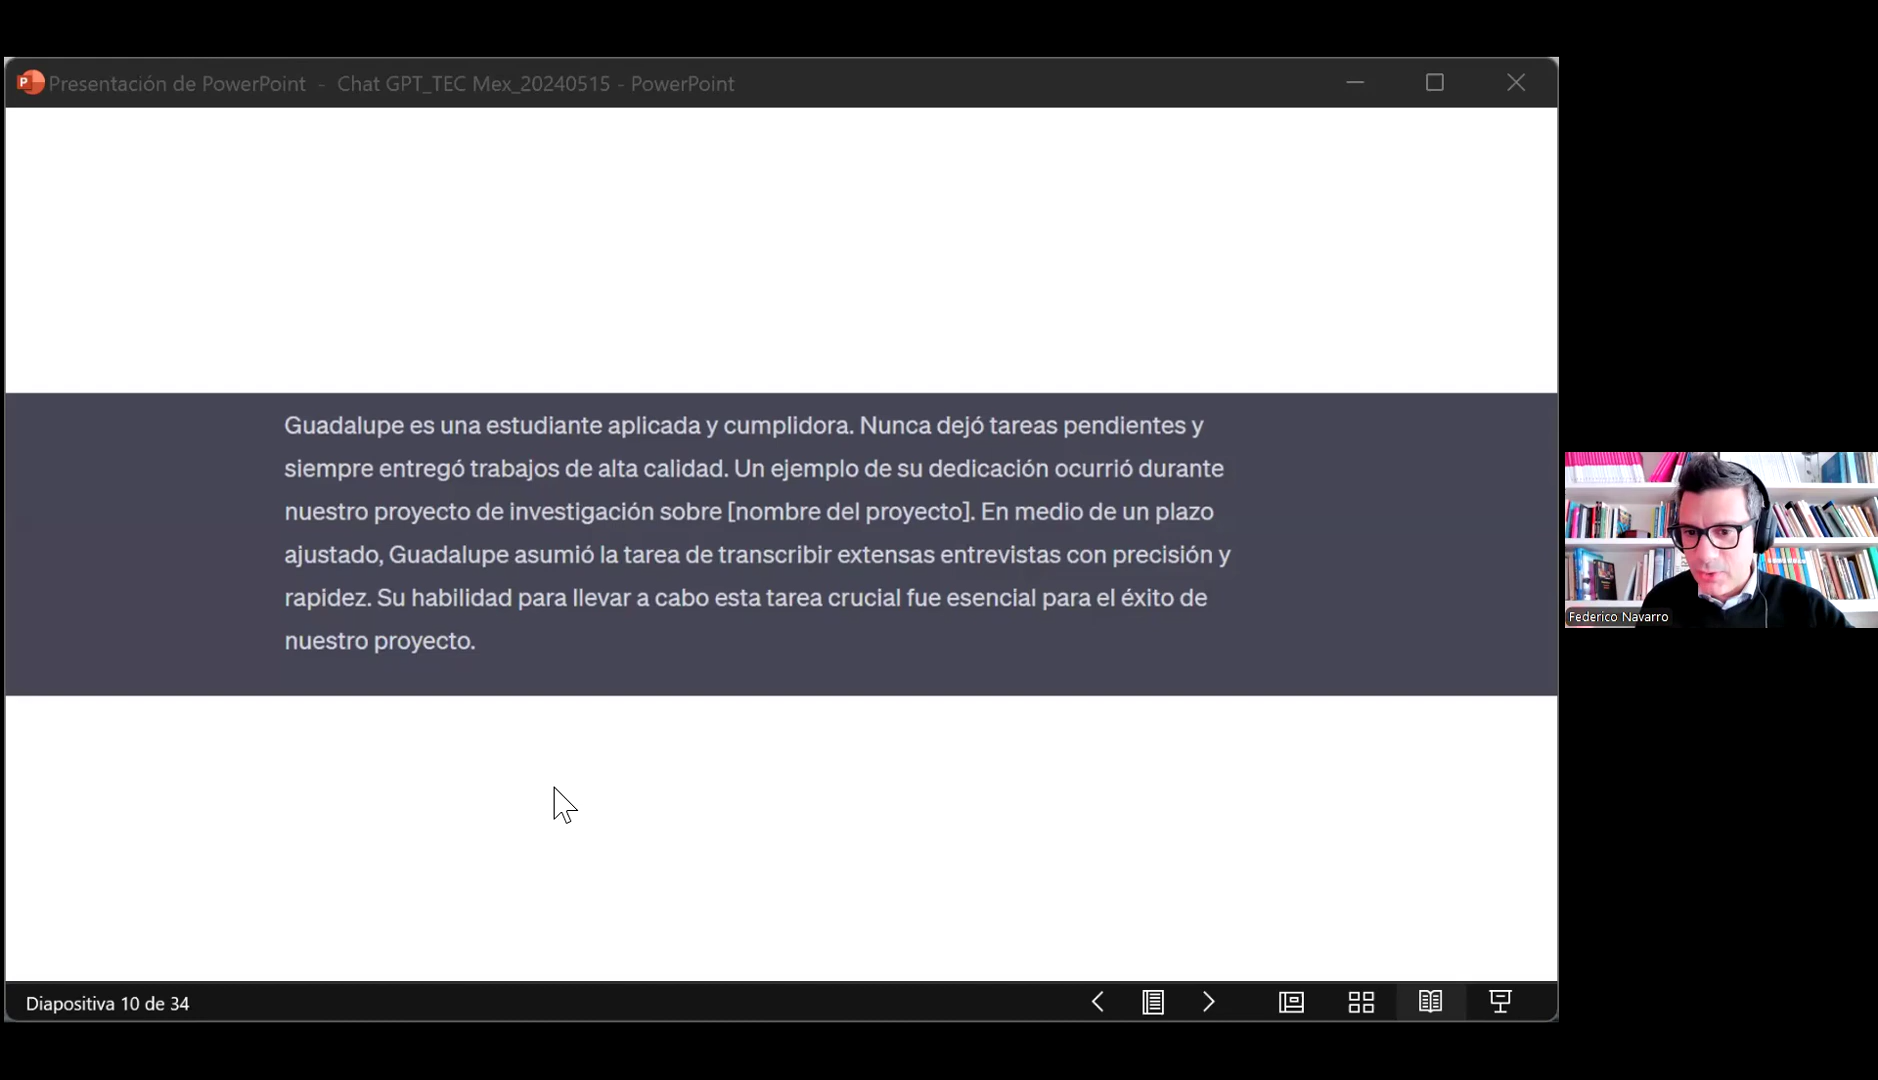 Presentación de PowerPoint - Chat GPT_TEC Mex_20240515 - PowerPoint
Guadalupe es una estudiante aplicada y cumplidora. Nunca dejó tareas pendientes y
siempre entregó trabajos de alta calidad. Un ejemplo de su dedicación ocurrió durante
nuestro proyecto de investigación sobre [nombre del proyecto]. En medio de un plazo
ajustado, Guadalupe asumió la tarea de transcribir extensas entrevistas con precisión y
rapidez. Su habilidad para llevar a cabo esta tarea crucial fue esencial para el éxito de
nuestro proyecto.
Federico Navarro
Diapositiva 10 de 34